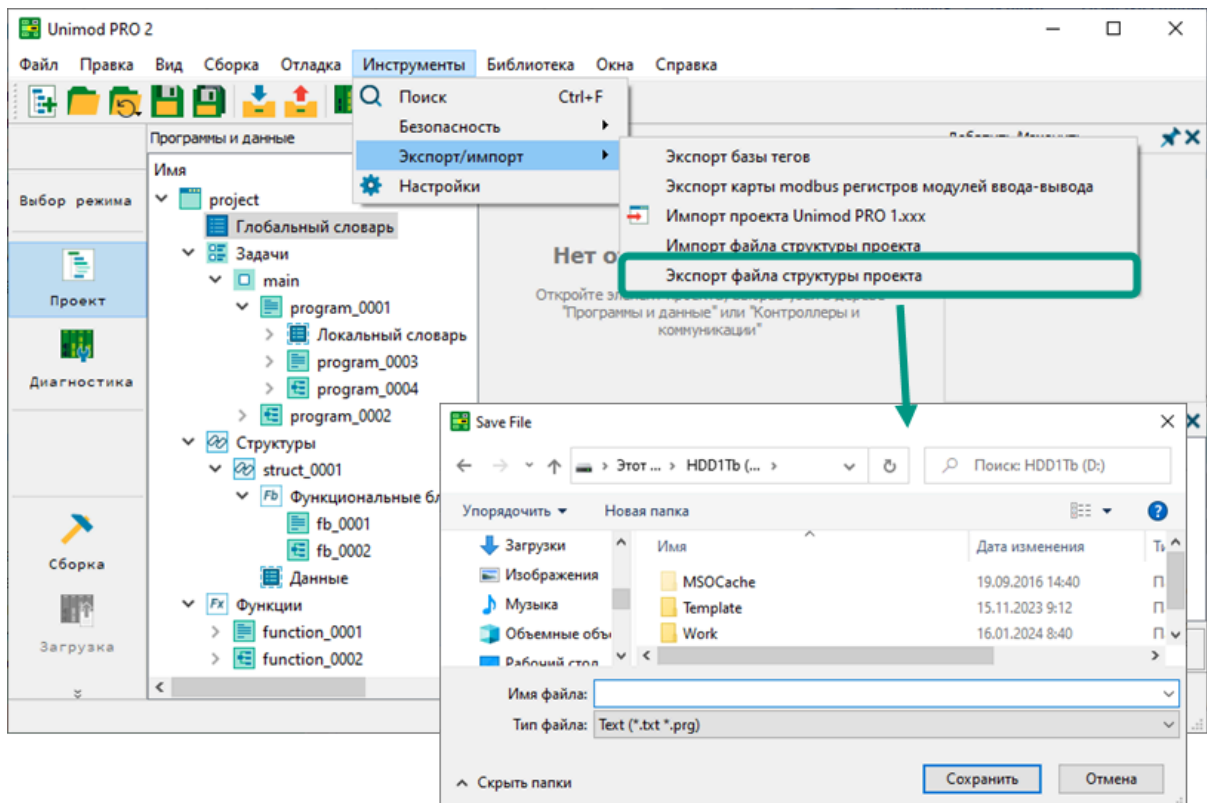 Unimod PRO 2
Файл Правка Вид Сборка Отладка Инструменты Библиотека Окна Справка
Поиск Ctrl+F
Безопасность
Экспорт/импорт
Настройки
Экспорт базы тегов
Экспорт карты modbus регистров модулей ввода-вывода
Импорт проекта Unimod PRO 1.xxx
Импорт файла структуры проекта
Экспорт файла структуры проекта
Выбор режима
Проект
Диагностика
Сборка
Загрузка
Программы и данные
Имя
project
Глобальный словарь
Задачи
main
program_0001
Локальный словарь
program_0003
program_0004
program_0002
Структуры
struct_0001
Функциональные бл
fb_0001
fb_0002
Данные
Функции
function_0001
function_0002
Нет о
Откройте
"Программы и данные" или "Контроллеры и
коммуникации"
Save File
Этот ... HDD1Tb (...
Поиск: HDD1Tb (D:)
Упорядочить Новая папка
Загрузки
Изображения
Музыка
Объемные объ
Рабочий стол
Имя Дата изменения
MSOCache 19.09.2016 14:40
Template 15.11.2023 9:12
Work 16.01.2024 8:40
Имя файла:
Тип файла: Text (*.txt *.prg)
Скрыть папки
Сохранить Отмена